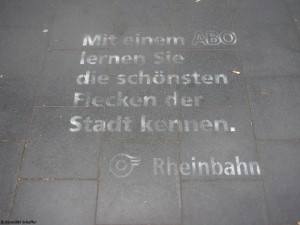 Mit einem ABO
lernen Sie
die schönsten
Flecken der
Stadt kennen.
Rheinbahn